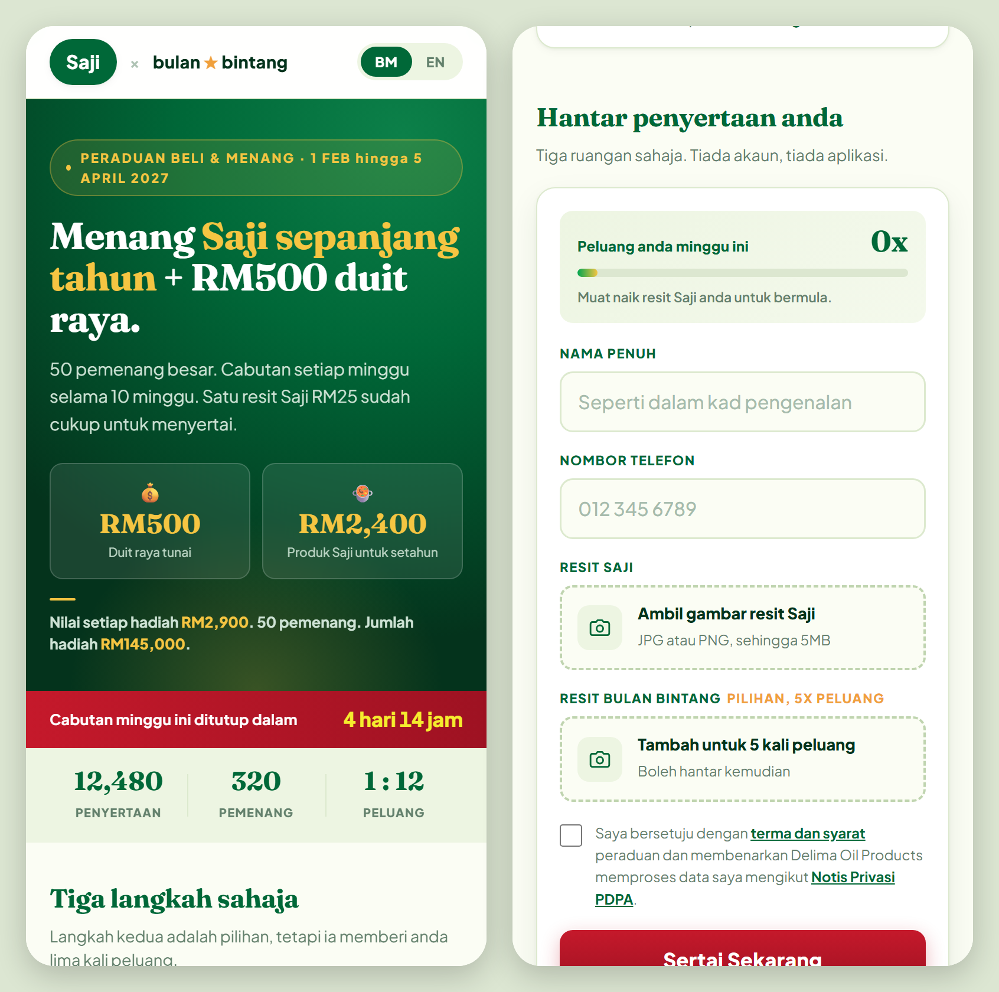 Saji × bulan ★ bintang
BM EN
PERADUAN BELI & MENANG · 1 FEB hingga 5
APRIL 2027
Menang Saji sepanjang
tahun + RM500 duit
raya.
50 pemenang besar. Cabutan setiap minggu
selama 10 minggu. Satu resit Saji RM25 sudah
cukup untuk menyertai.
RM500
Duit raya tunai
RM2,400
Produk Saji untuk setahun
Nilai setiap hadiah RM2,900. 50 pemenang. Jumlah
hadiah RM145,000.
Cabutan minggu ini ditutup dalam
4 hari 14 jam
12,480
PENYERTAAN
320
PEMENANG
1 : 12
PELUANG
Tiga langkah sahaja
Langkah kedua adalah pilihan, tetapi ia memberi anda
lima kali peluang.
Hantar penyertaan anda
Tiga ruangan sahaja. Tiada akaun, tiada aplikasi.
Peluang anda minggu ini
0x
Muat naik resit Saji anda untuk bermula.
NAMA PENUH
Seperti dalam kad pengenalan
NOMBOR TELEFON
012 345 6789
RESIT SAJI
Ambil gambar resit Saji
JPG atau PNG, sehingga 5MB
RESIT BULAN BINTANG PILIHAN, 5X PELUANG
Tambah untuk 5 kali peluang
Boleh hantar kemudian
Saya bersetuju dengan terma dan syarat
peraduan dan membenarkan Delima Oil Products
memproses data saya mengikut Notis Privasi
PDPA.
Sertai Sekarang